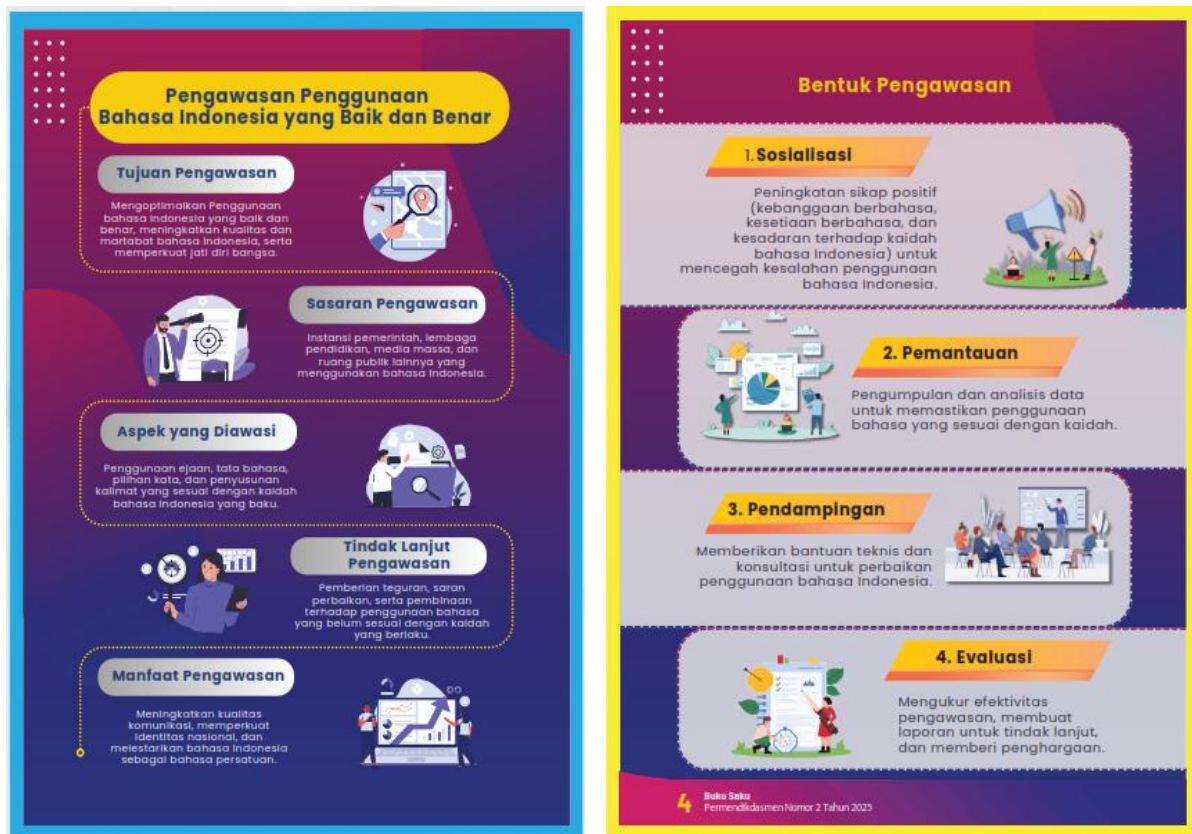 Pengawasan Penggunaan
Bahasa Indonesia yang Baik dan Benar
Tujuan Pengawasan
Mengoptimalkan Penggunaan
bahasa Indonesia yang baik dan
benar, meningkatkan kualitas dan
martabat bahasa Indonesia, serta
memperkuat jati diri bangsa.
Sasaran Pengawasan
Instansi pemerintah, lembaga
pendidikan, media massa, dan
ruang publik lainnya yang
menggunakan bahasa Indonesia.
Aspek yang Diawasi
Penggunaan ejaan, tata bahasa,
pilihan kata, dan penyusunan
kalimat yang sesuai dengan kaidah
bahasa Indonesia yang baku.
Tindak Lanjut
Pengawasan
Pemberian teguran, saran
perbaikan, serta pembinaan
terhadap penggunaan bahasa
yang belum sesuai dengan kaidah
yang berlaku.
Manfaat Pengawasan
Meningkatkan kualitas
komunikasi, memperkuat
identitas nasional, dan
melestarikan bahasa Indonesia
sebagai bahasa persatuan.
Bentuk Pengawasan
1. Sosialisasi
Peningkatan sikap positif
(kebanggaan berbahasa,
kesetiaan berbahasa, dan
kesadaran terhadap kaidah
bahasa Indonesia) untuk
mencegah kesalahan penggunaan
bahasa Indonesia.
2. Pemantauan
Pengumpulan dan analisis data
untuk memastikan penggunaan
bahasa yang sesuai dengan kaidah.
3. Pendampingan
Memberikan bantuan teknis dan
konsultasi untuk perbaikan
penggunaan bahasa Indonesia.
4. Evaluasi
Mengukur efektivitas
pengawasan, membuat
laporan untuk tindak lanjut,
dan memberi penghargaan.
4
Buku Saku
Permendikdasmen Nomor 2 Tahun 2025